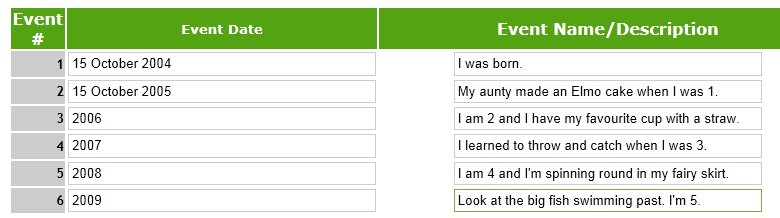 Event # Event Date Event Name/Description
1 15 October 2004 I was born.
2 15 October 2005 My aunty made an Elmo cake when I was 1.
3 2006 I am 2 and I have my favourite cup with a straw.
4 2007 I learned to throw and catch when I was 3.
5 2008 I am 4 and I'm spinning round in my fairy skirt.
6 2009 Look at the big fish swimming past. I'm 5.